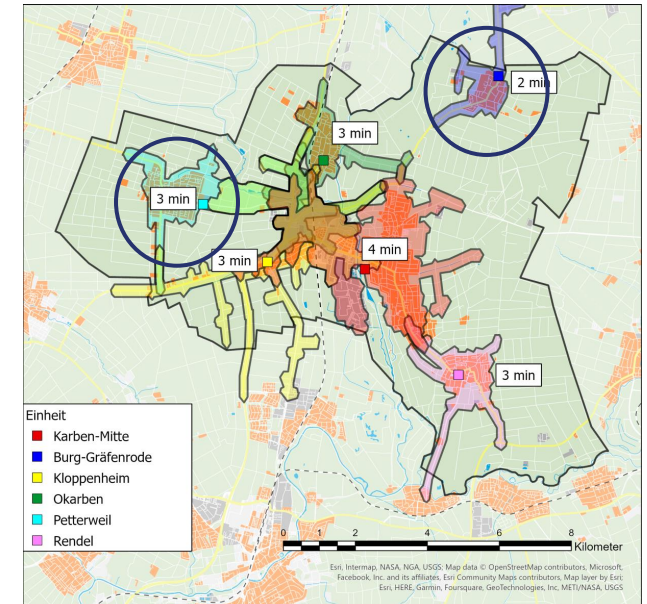 2 min
3 min
3 min
4 min
3 min
3 min
Einheit
Karben-Mitte
Burg-Gräfenrode
Kloppenheim
Okarben
Petterweil
Rendel
0 1 2 4 6 8
Kilometer
Esri, Intermap, NASA, NGA, USGS; Map data © OpenStreetMap contributors, Microsoft,
Facebook, Inc. and its affiliates, Esri Community Maps contributors, Map layer by Esri;
Esri, HERE, Garmin, Foursquare, GeoTechnologies, Inc, METI/NASA, USGS